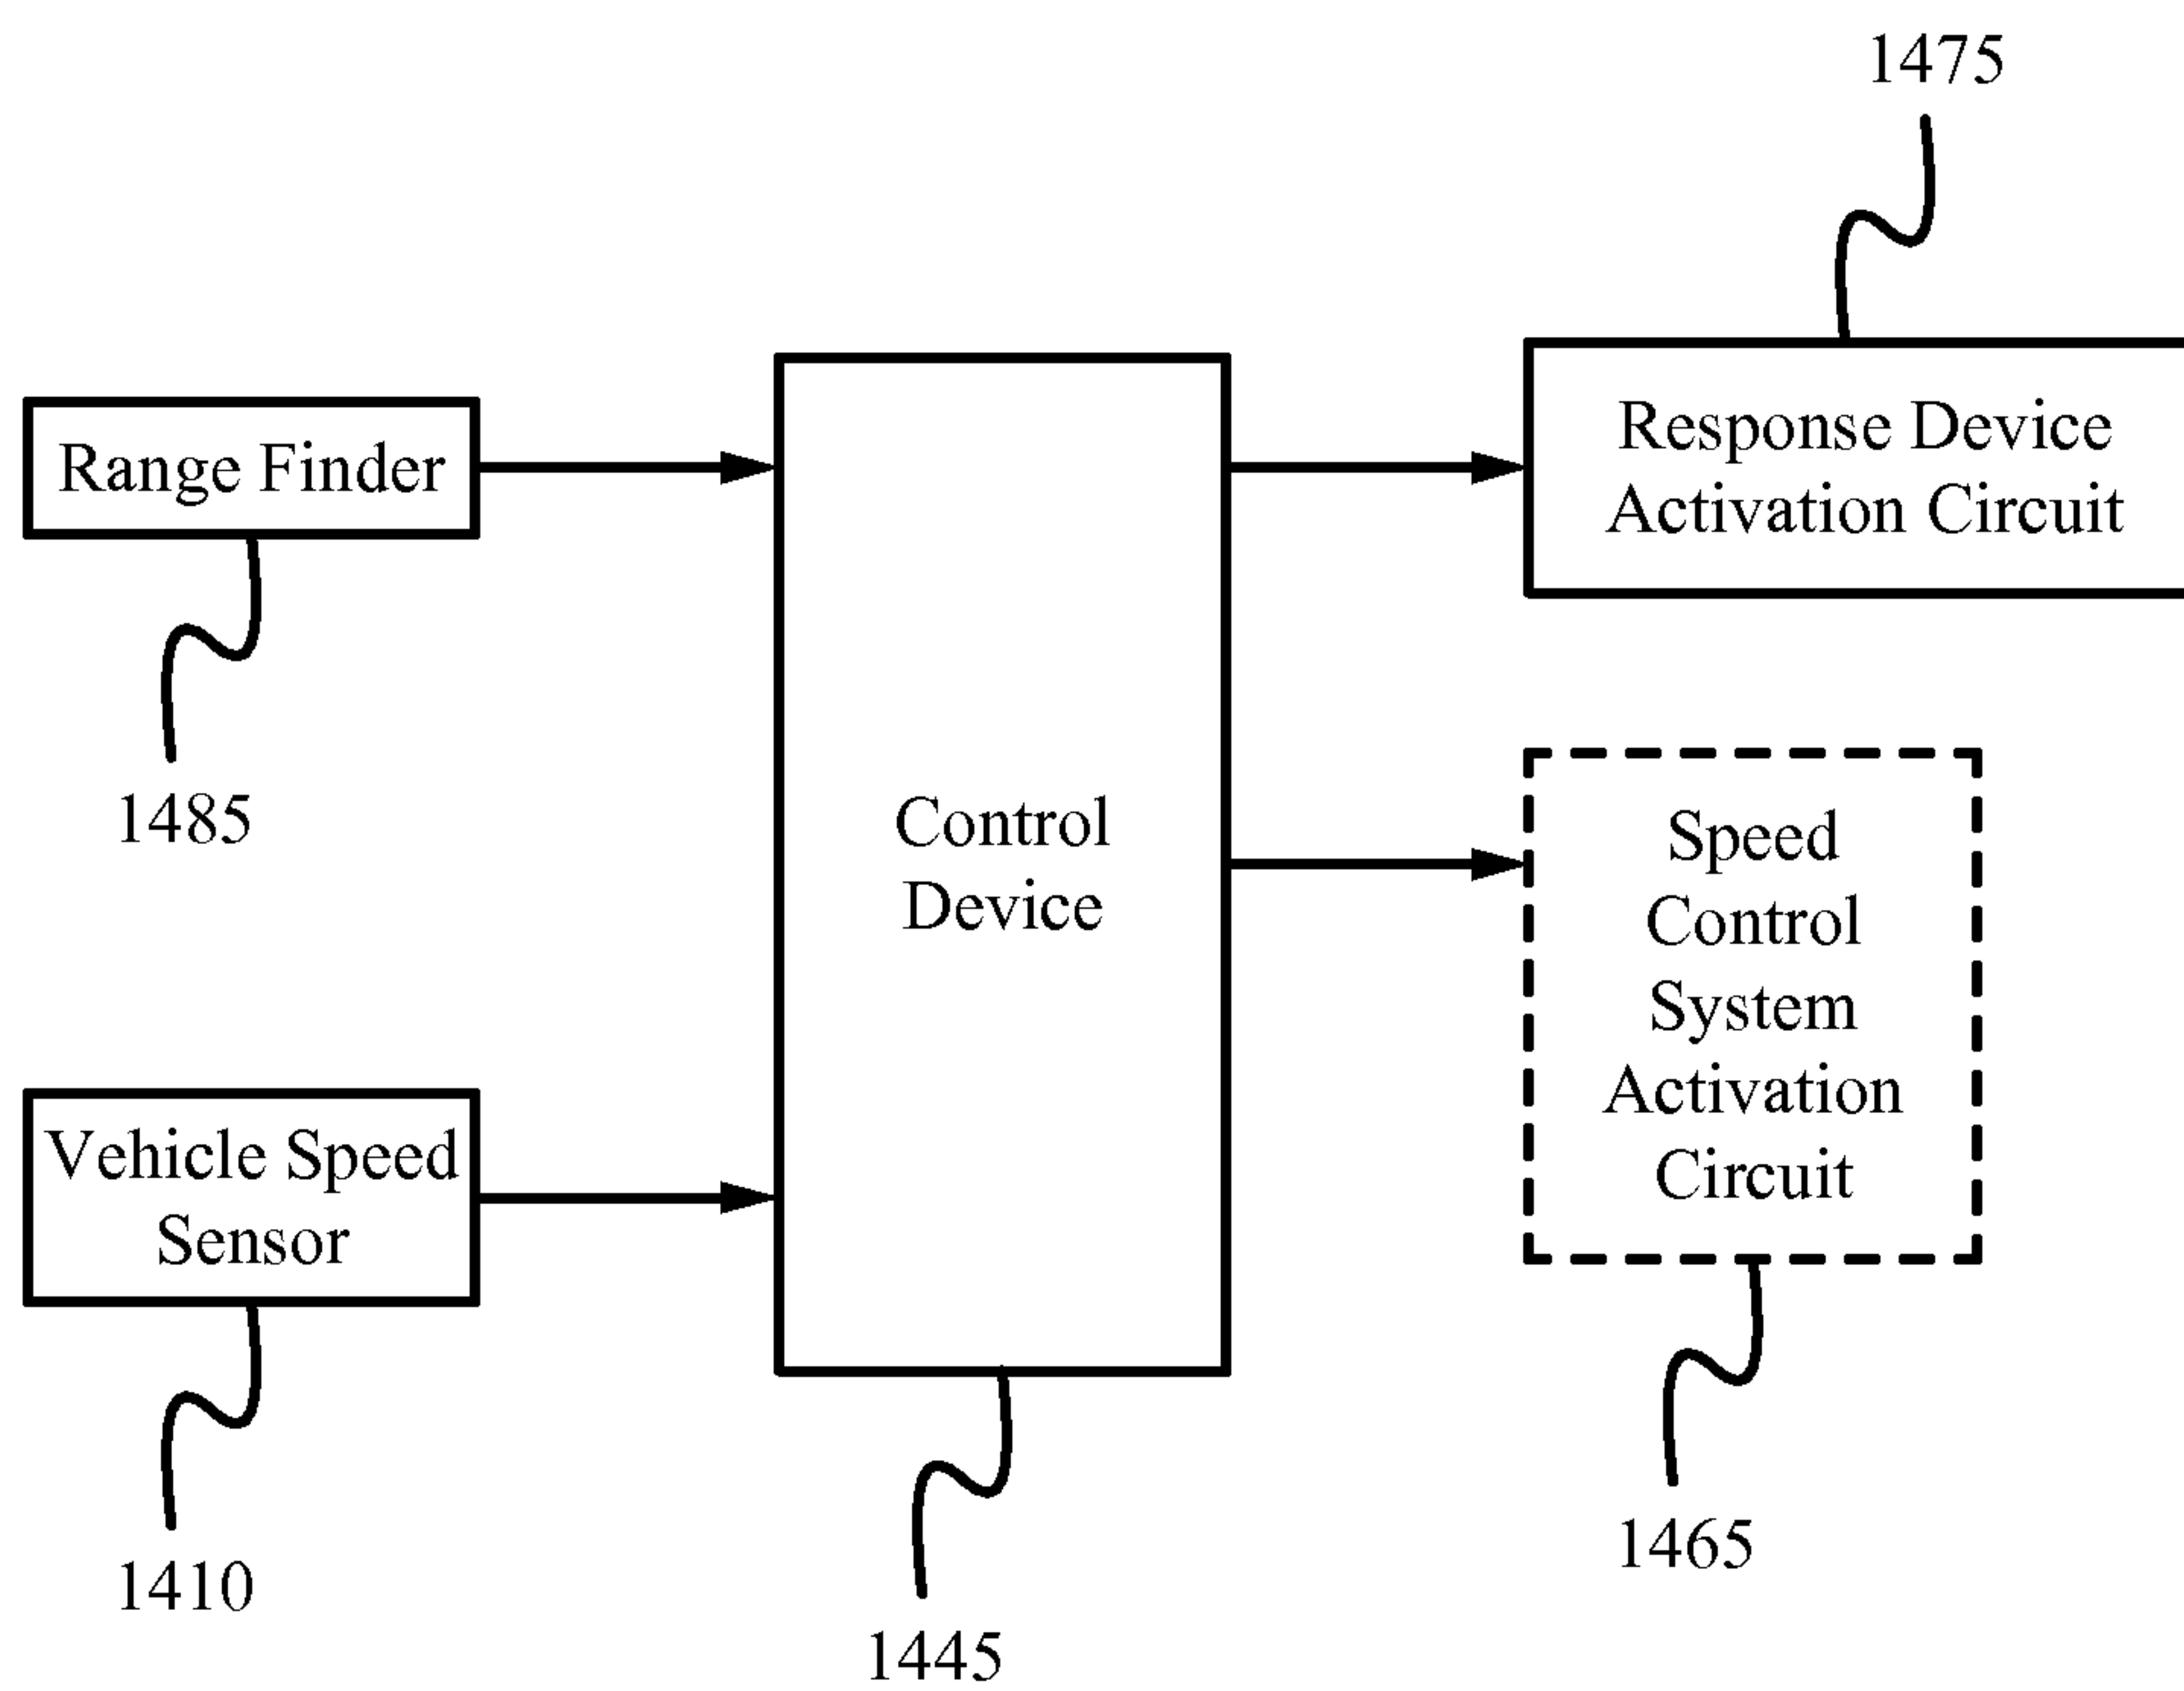 1475
Range Finder
Response Device
Activation Circuit
1485
Control
Device
Speed
Control
System
Activation
Circuit
Vehicle Speed
Sensor
1410
1465
1445